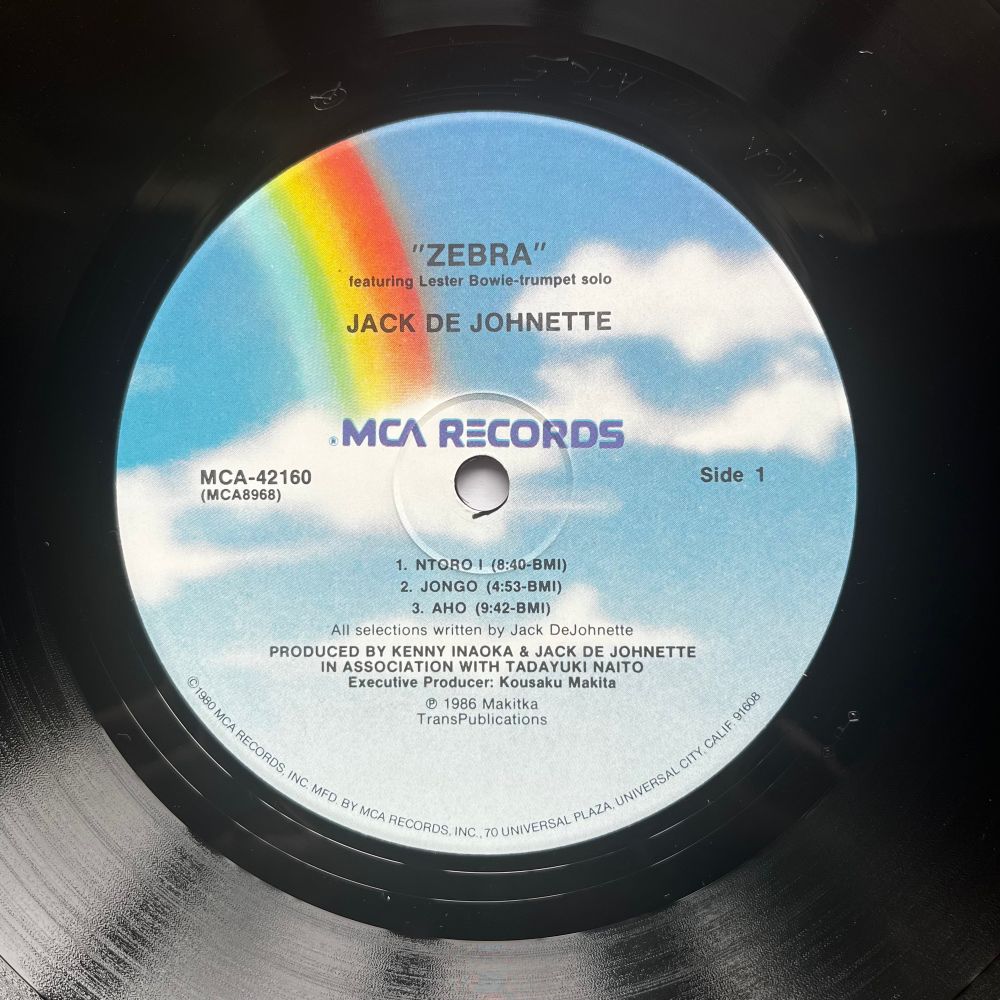 "ZEBRA"
featuring Lester Bowie-trumpet solo
JACK DE JOHNETTE
®MCA RECORDS
MCA-42160
(MCA8968)
Side 1
1. NTORO I (8:40-BMI)
2. JONGO (4:53-BMI)
3. AHO (9:42-BMI)
All selections written by Jack DeJohnette
PRODUCED BY KENNY INAOKA & JACK DE JOHNETTE
IN ASSOCIATION WITH TADAYUKI NAITO
Executive Producer: Kousaku Makita
℗ 1986 Makitka
TransPublications
©1980 MCA RECORDS, INC. MFD. BY MCA RECORDS, INC., 70 UNIVERSAL PLAZA, UNIVERSAL CITY, CALIF. 91608